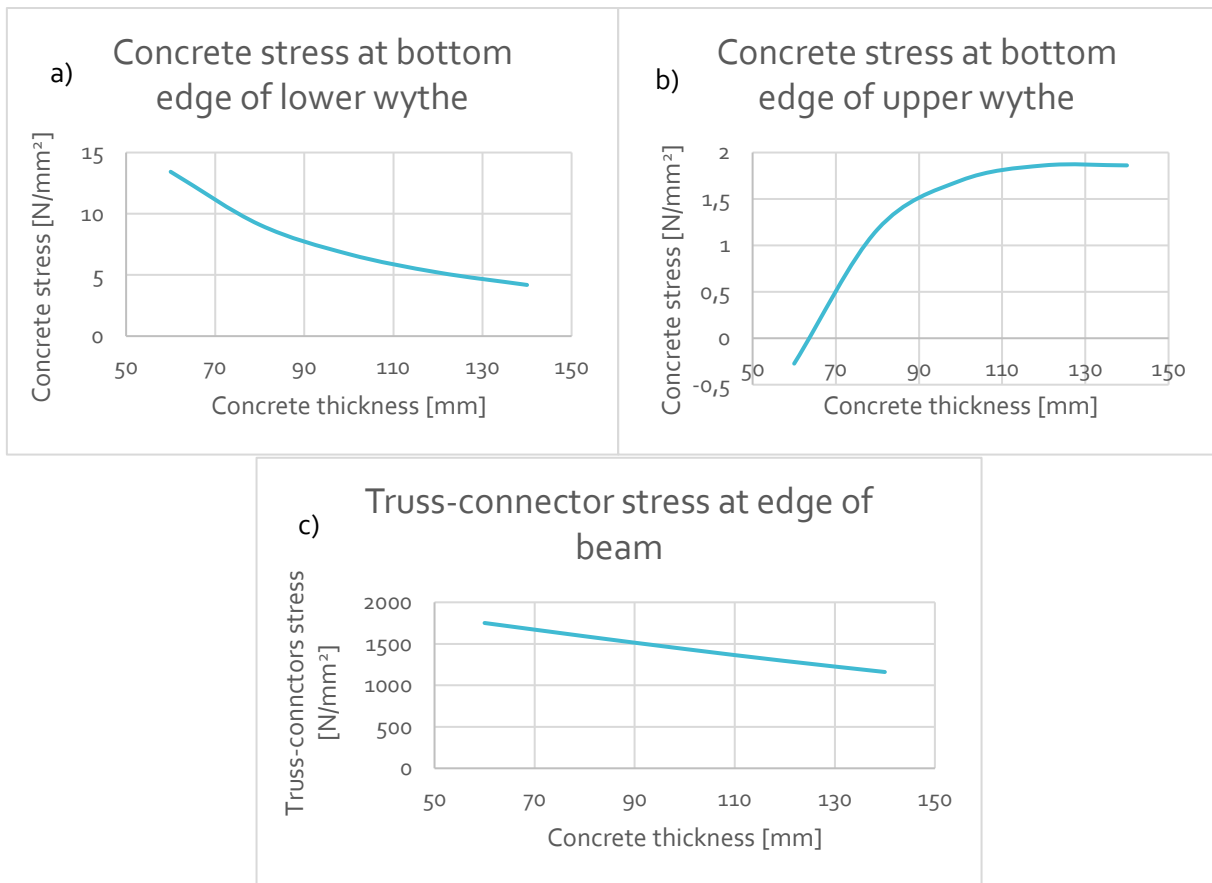 a)
Concrete stress at bottom
edge of lower wythe
Concrete stress [N/mm²]
15
10
5
0
50 70 90 110 130 150
Concrete thickness [mm]
b)
Concrete stress at bottom
edge of upper wythe
Concrete stress [N/mm²]
2
1,5
1
0,5
0
-0,5
50 70 90 110 130 150
Concrete thickness [mm]
c)
Truss-connector stress at edge of
beam
Truss-connctors stress
[N/mm²]
2000
1500
1000
500
0
50 70 90 110 130 150
Concrete thickness [mm]